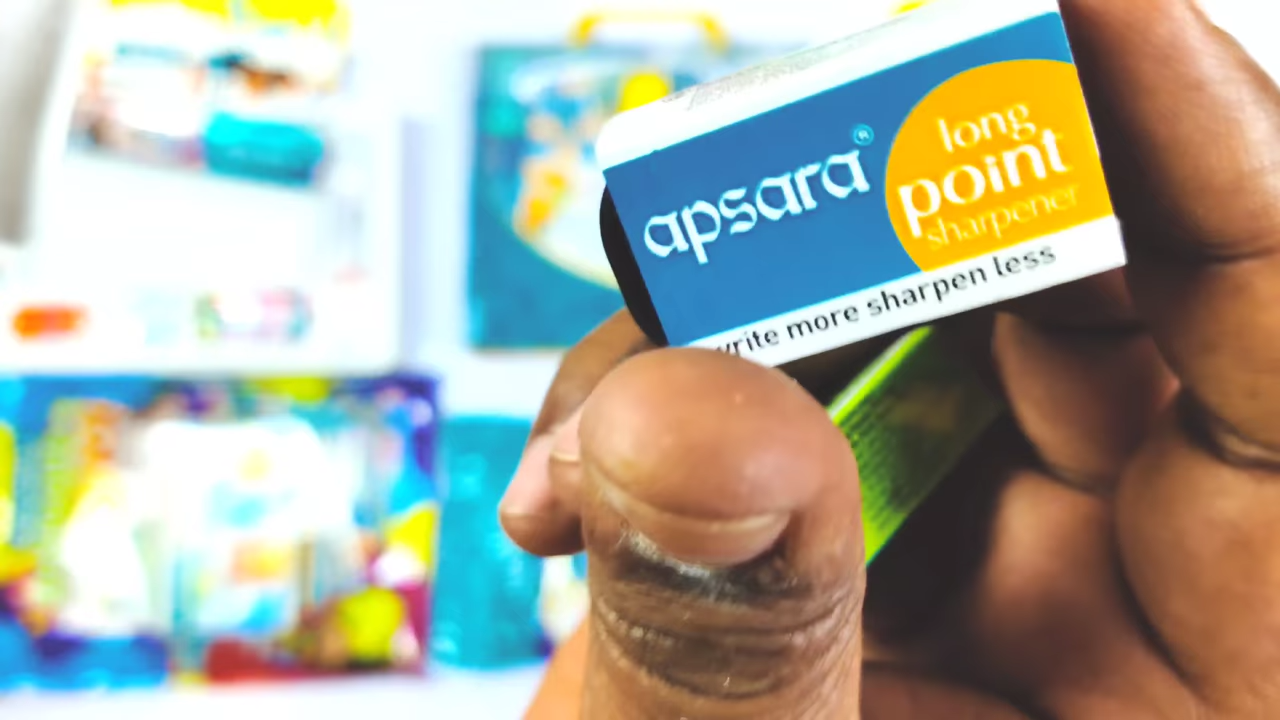 apsara®
long
point
sharpener
write more sharpen less